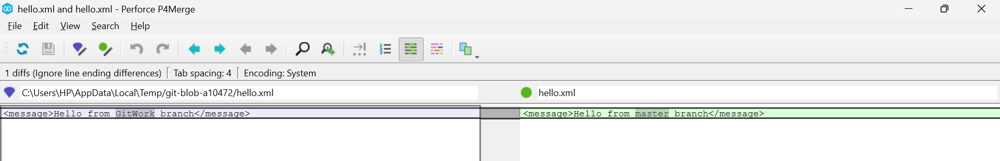 hello.xml and hello.xml - Perforce P4Merge
File Edit View Search Help
1 diffs (Ignore line ending differences) Tab spacing: 4 Encoding: System
C:\Users\HP\AppData\Local\Temp/git-blob-a10472/hello.xml
hello.xml
<message>Hello from GitWork branch</message>
<message>Hello from master branch</message>